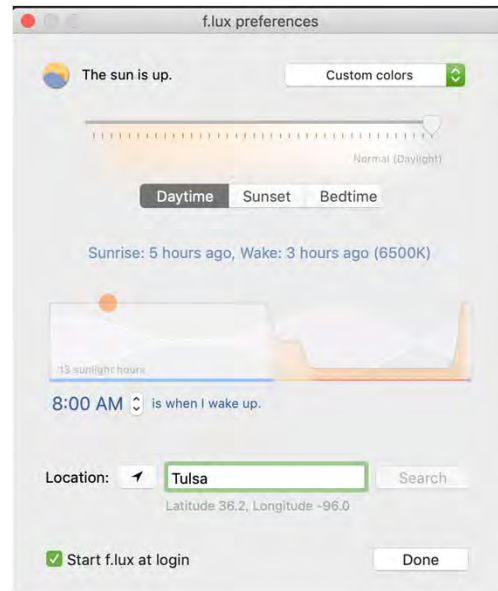 f.lux preferences
The sun is up.
Custom colors
Normal (Daylight)
Daytime Sunset Bedtime
Sunrise: 5 hours ago, Wake: 3 hours ago (6500K)
13 sunlight hours
8:00 AM is when I wake up.
Location: Tulsa Search
Latitude 36.2, Longitude -96.0
Start f.lux at login
Done